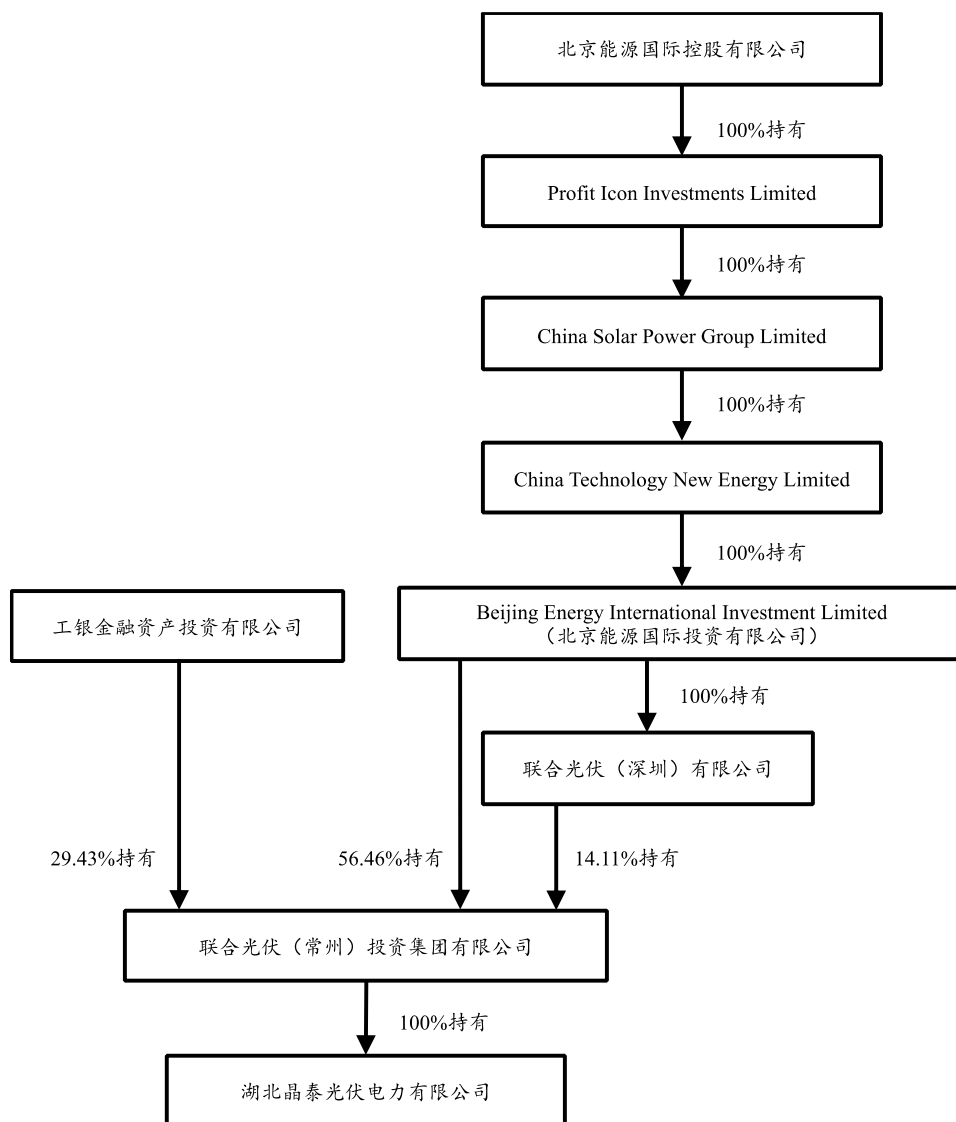 北京能源国际控股有限公司
100%持有
Profit Icon Investments Limited
100%持有
China Solar Power Group Limited
100%持有
China Technology New Energy Limited
100%持有
工银金融资产投资有限公司
Beijing Energy International Investment Limited
（北京能源国际投资有限公司）
100%持有
联合光伏（深圳）有限公司
29.43%持有
56.46%持有
14.11%持有
联合光伏（常州）投资集团有限公司
100%持有
湖北晶泰光伏电力有限公司